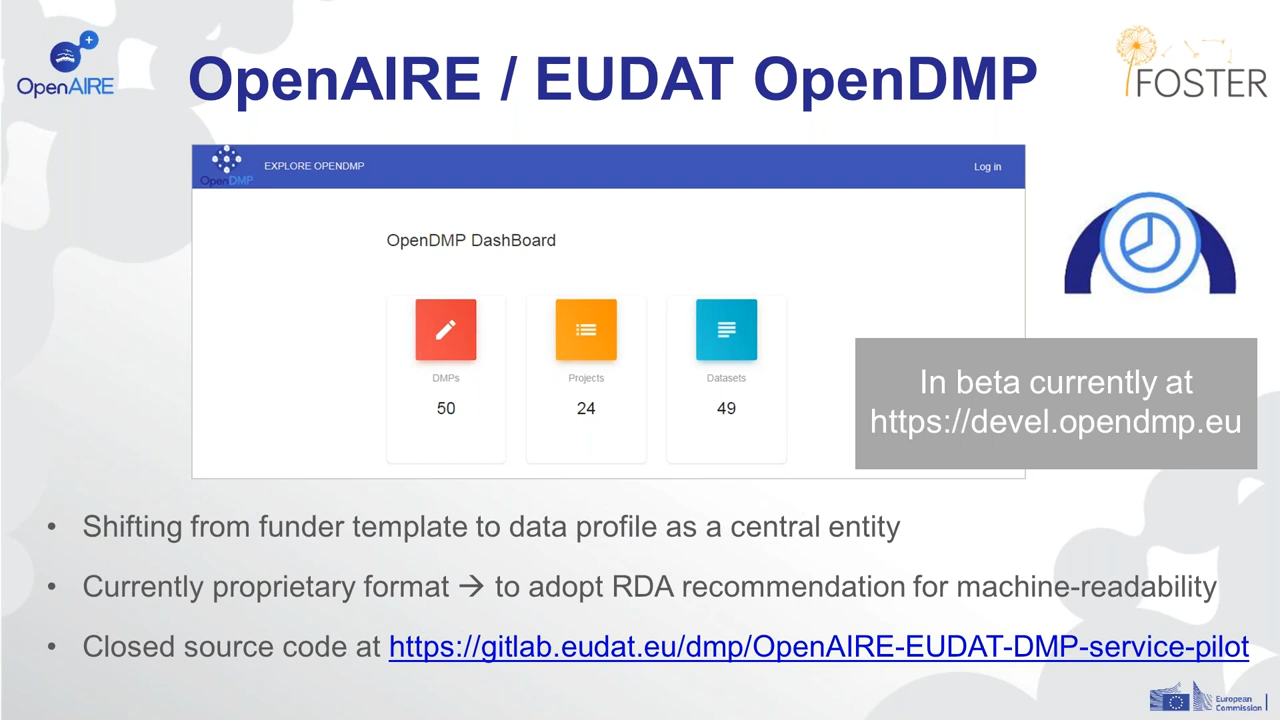 OpenAIRE
OpenAIRE / EUDAT OpenDMP
FOSTER
OpenDMP
EXPLORE OPENDMP
Log in
OpenDMP DashBoard
DMPs
Projects
Datasets
50
24
49
In beta currently at
https://devel.opendmp.eu
• Shifting from funder template to data profile as a central entity
• Currently proprietary format → to adopt RDA recommendation for machine-readability
• Closed source code at https://gitlab.eudat.eu/dmp/OpenAIRE-EUDAT-DMP-service-pilot
European
Commission